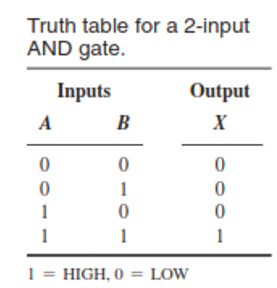 Truth table for a 2-input
AND gate.
Inputs Output
A B X
0 0 0
0 1 0
1 0 0
1 1 1
1 = HIGH, 0 = LOW